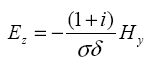 E_z = -\frac{(1+i)}{\sigma\delta} H_y